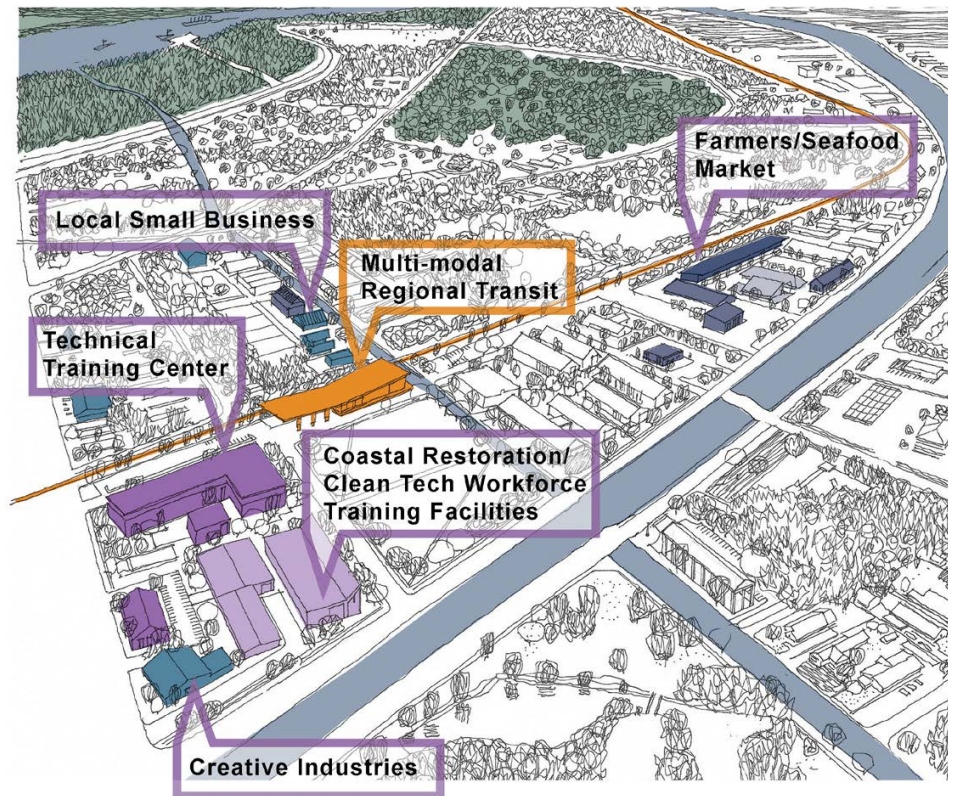 Farmers/Seafood
Market
Local Small Business
Multi-modal
Regional Transit
Technical
Training Center
Coastal Restoration/
Clean Tech Workforce
Training Facilities
Creative Industries